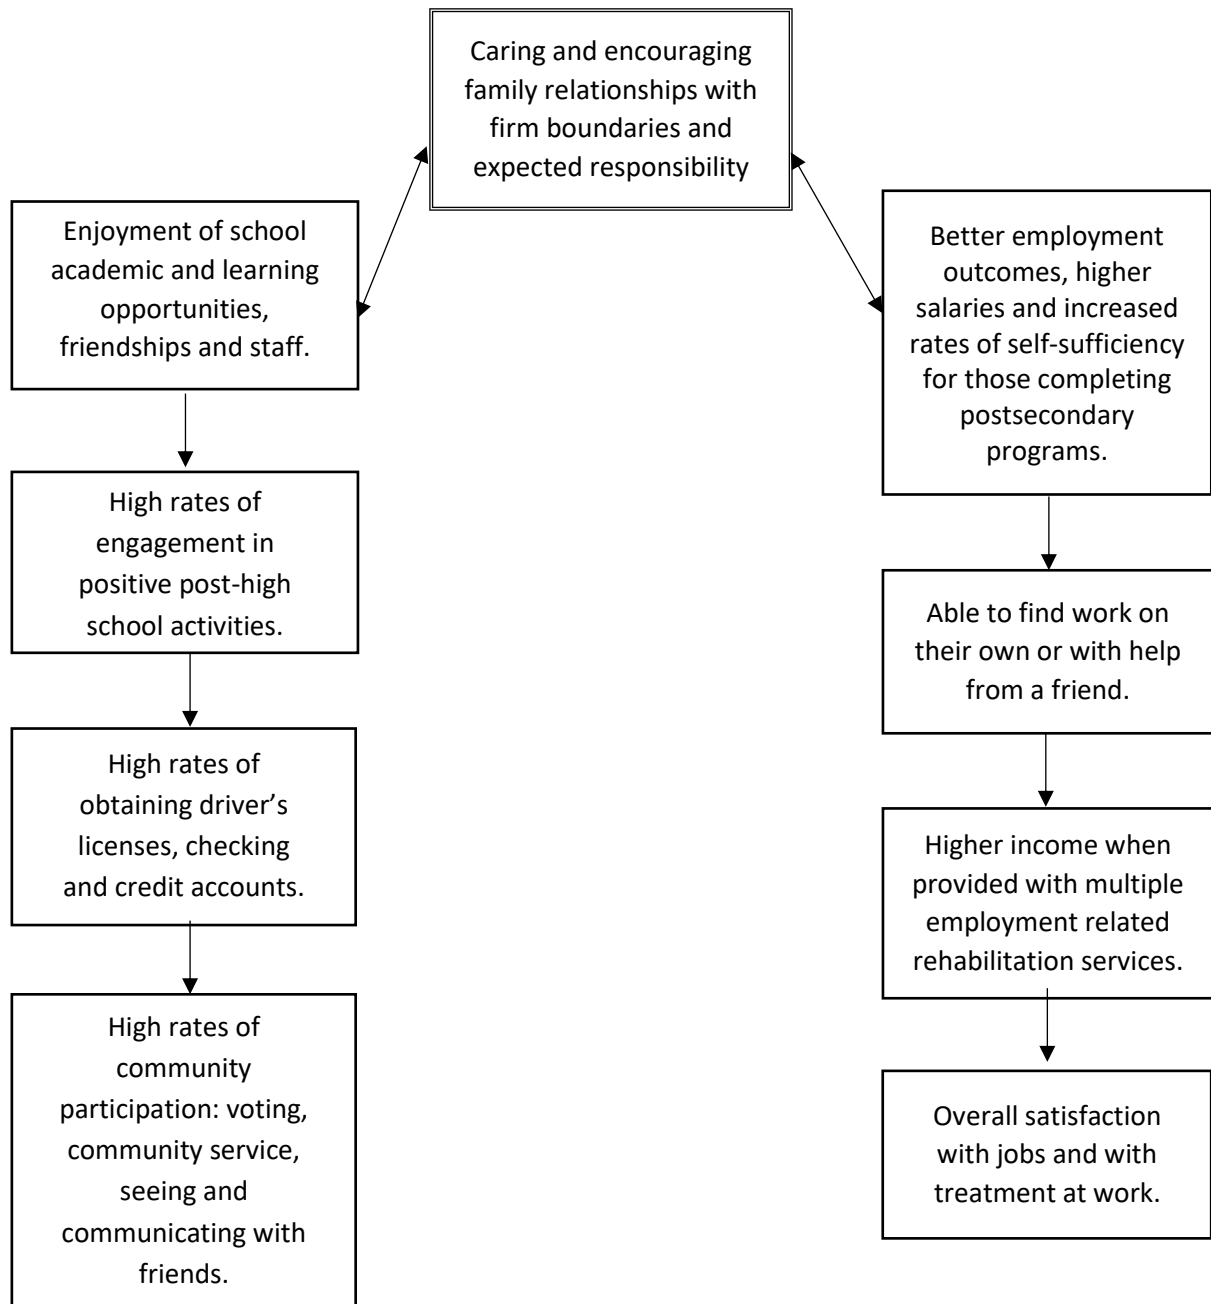 Caring and encouraging
family relationships with
firm boundaries and
expected responsibility
Enjoyment of school
academic and learning
opportunities,
friendships and staff.
High rates of
engagement in
positive post-high
school activities.
High rates of
obtaining driver’s
licenses, checking
and credit accounts.
High rates of
community
participation: voting,
community service,
seeing and
communicating with
friends.
Better employment
outcomes, higher
salaries and increased
rates of self-sufficiency
for those completing
postsecondary
programs.
Able to find work on
their own or with help
from a friend.
Higher income when
provided with multiple
employment related
rehabilitation services.
Overall satisfaction
with jobs and with
treatment at work.